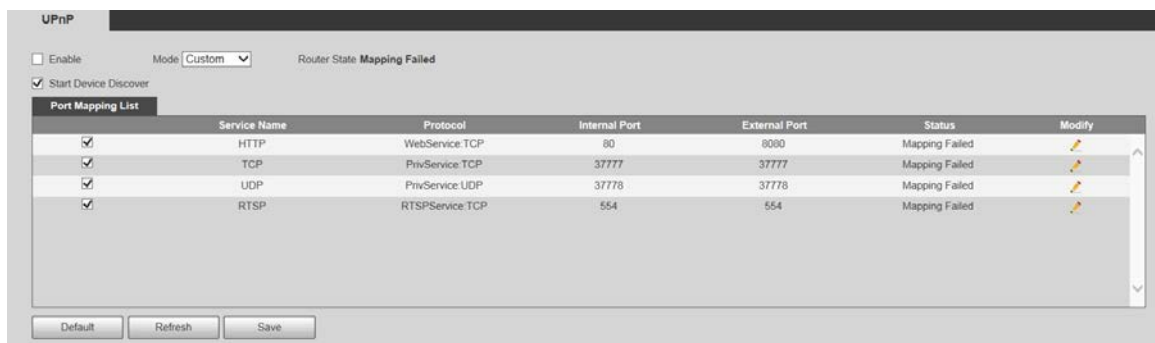 UPnP
Enable Mode Custom Router State Mapping Failed
Start Device Discover
Port Mapping List
Service Name Protocol Internal Port External Port Status Modify
HTTP WebService:TCP 80 8080 Mapping Failed
TCP PrivService:TCP 37777 37777 Mapping Failed
UDP PrivService:UDP 37778 37778 Mapping Failed
RTSP RTSPService:TCP 554 554 Mapping Failed
Default Refresh Save